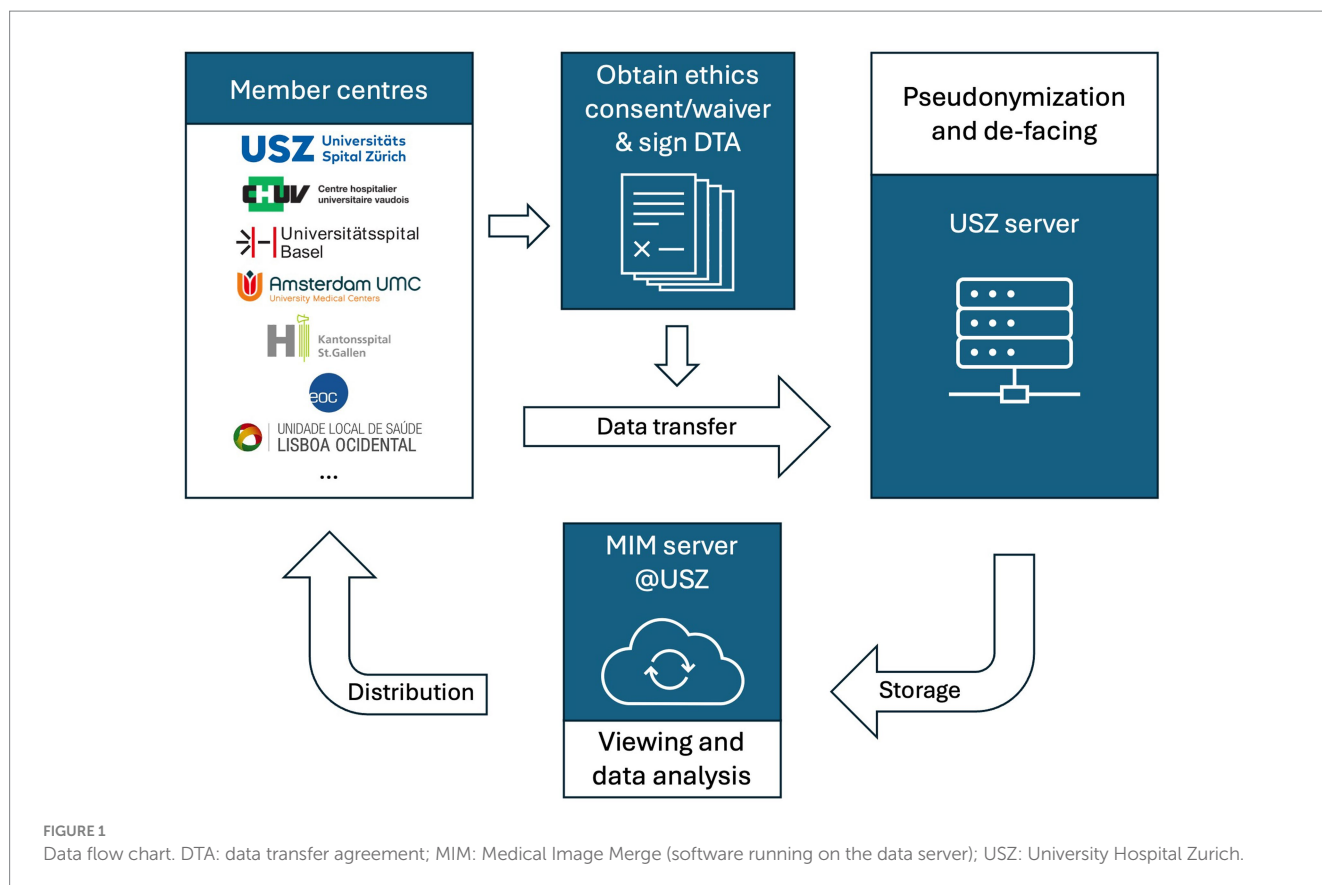 Member centres
USZ Universitäts
Spital Zürich
CHUV Centre hospitalier
universitaire vaudois
Universitätsspital
Basel
Amsterdam UMC
University Medical Centers
H Kantonsspital
St.Gallen
eoc
UNIDADE LOCAL DE SAÚDE
LISBOA OCIDENTAL
...
Obtain ethics
consent/waiver
& sign DTA
Pseudonymization
and de-facing
USZ server
Data transfer
MIM server
@USZ
Viewing and
data analysis
Storage
Distribution
FIGURE 1
Data flow chart. DTA: data transfer agreement; MIM: Medical Image Merge (software running on the data server); USZ: University Hospital Zurich.